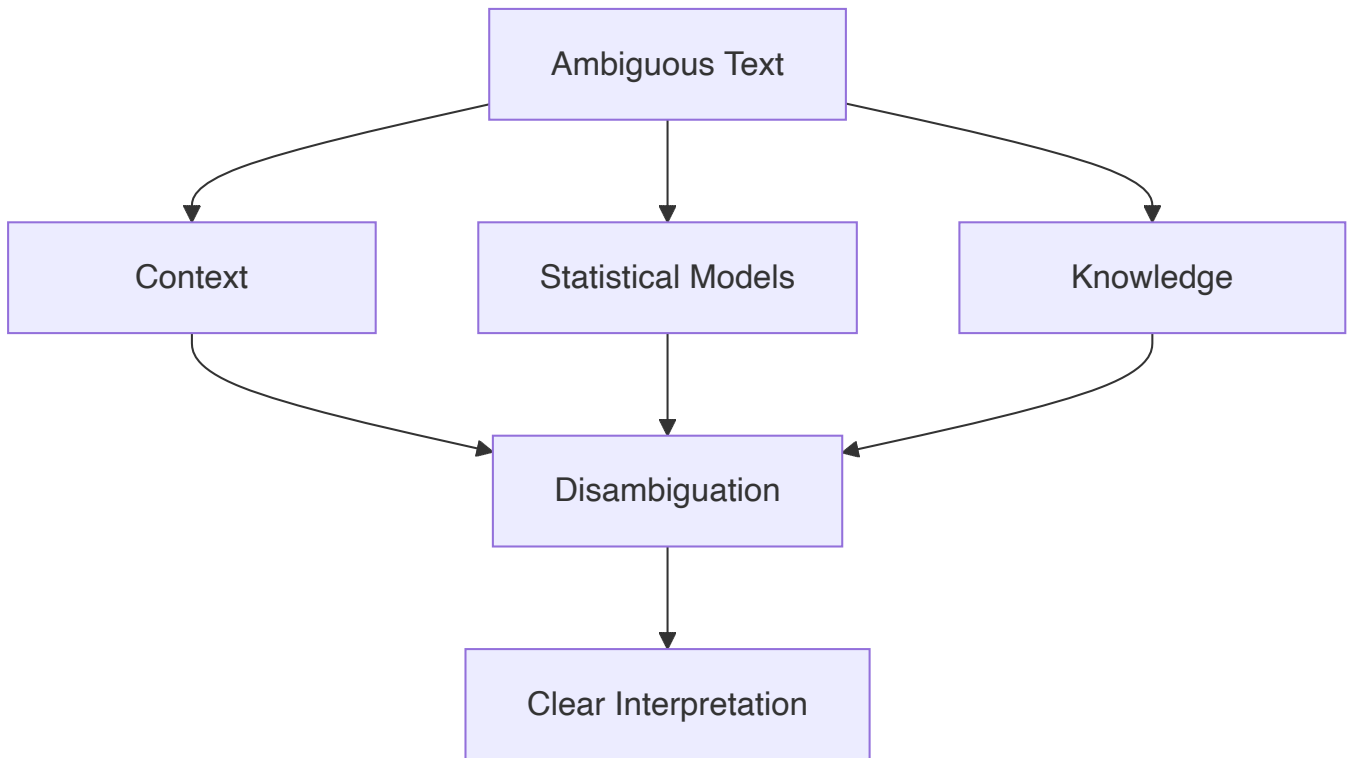 Ambiguous Text
Context
Statistical Models
Knowledge
Disambiguation
Clear Interpretation